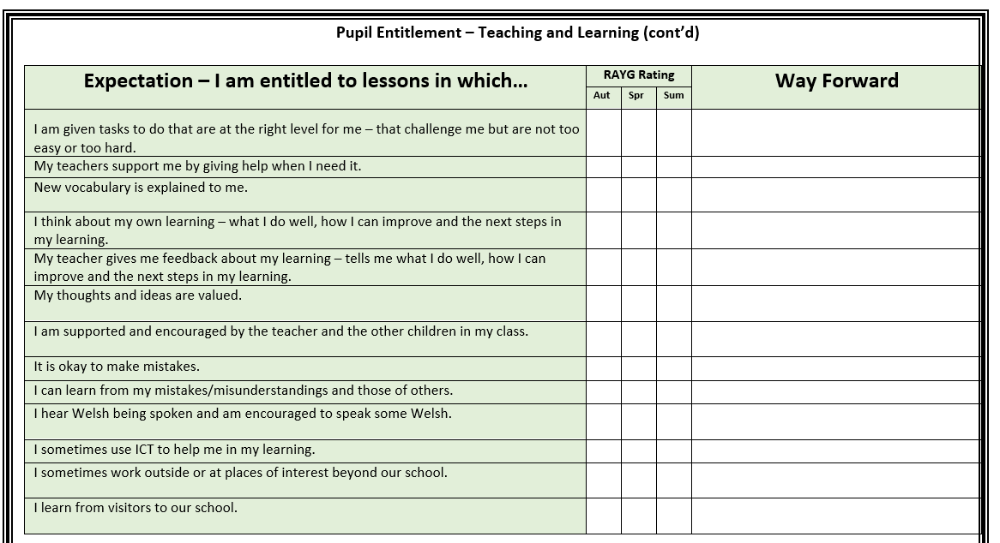 Pupil Entitlement – Teaching and Learning (cont’d)
Expectation – I am entitled to lessons in which…
RAYG Rating
Way Forward
Aut
Spr
Sum
I am given tasks to do that are at the right level for me – that challenge me but are not too
easy or too hard.
My teachers support me by giving help when I need it.
New vocabulary is explained to me.
I think about my own learning – what I do well, how I can improve and the next steps in
my learning.
My teacher gives me feedback about my learning – tells me what I do well, how I can
improve and the next steps in my learning.
My thoughts and ideas are valued.
I am supported and encouraged by the teacher and the other children in my class.
It is okay to make mistakes.
I can learn from my mistakes/misunderstandings and those of others.
I hear Welsh being spoken and am encouraged to speak some Welsh.
I sometimes use ICT to help me in my learning.
I sometimes work outside or at places of interest beyond our school.
I learn from visitors to our school.